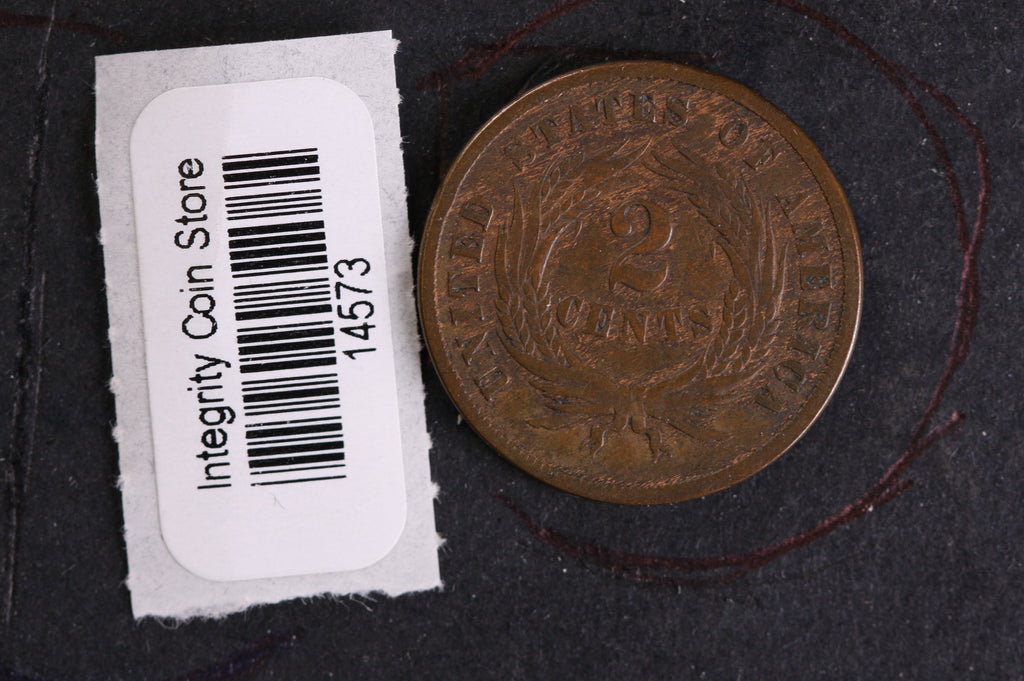 Integrity Coin Store
14573
UNITED STATES OF AMERICA
2
CENTS